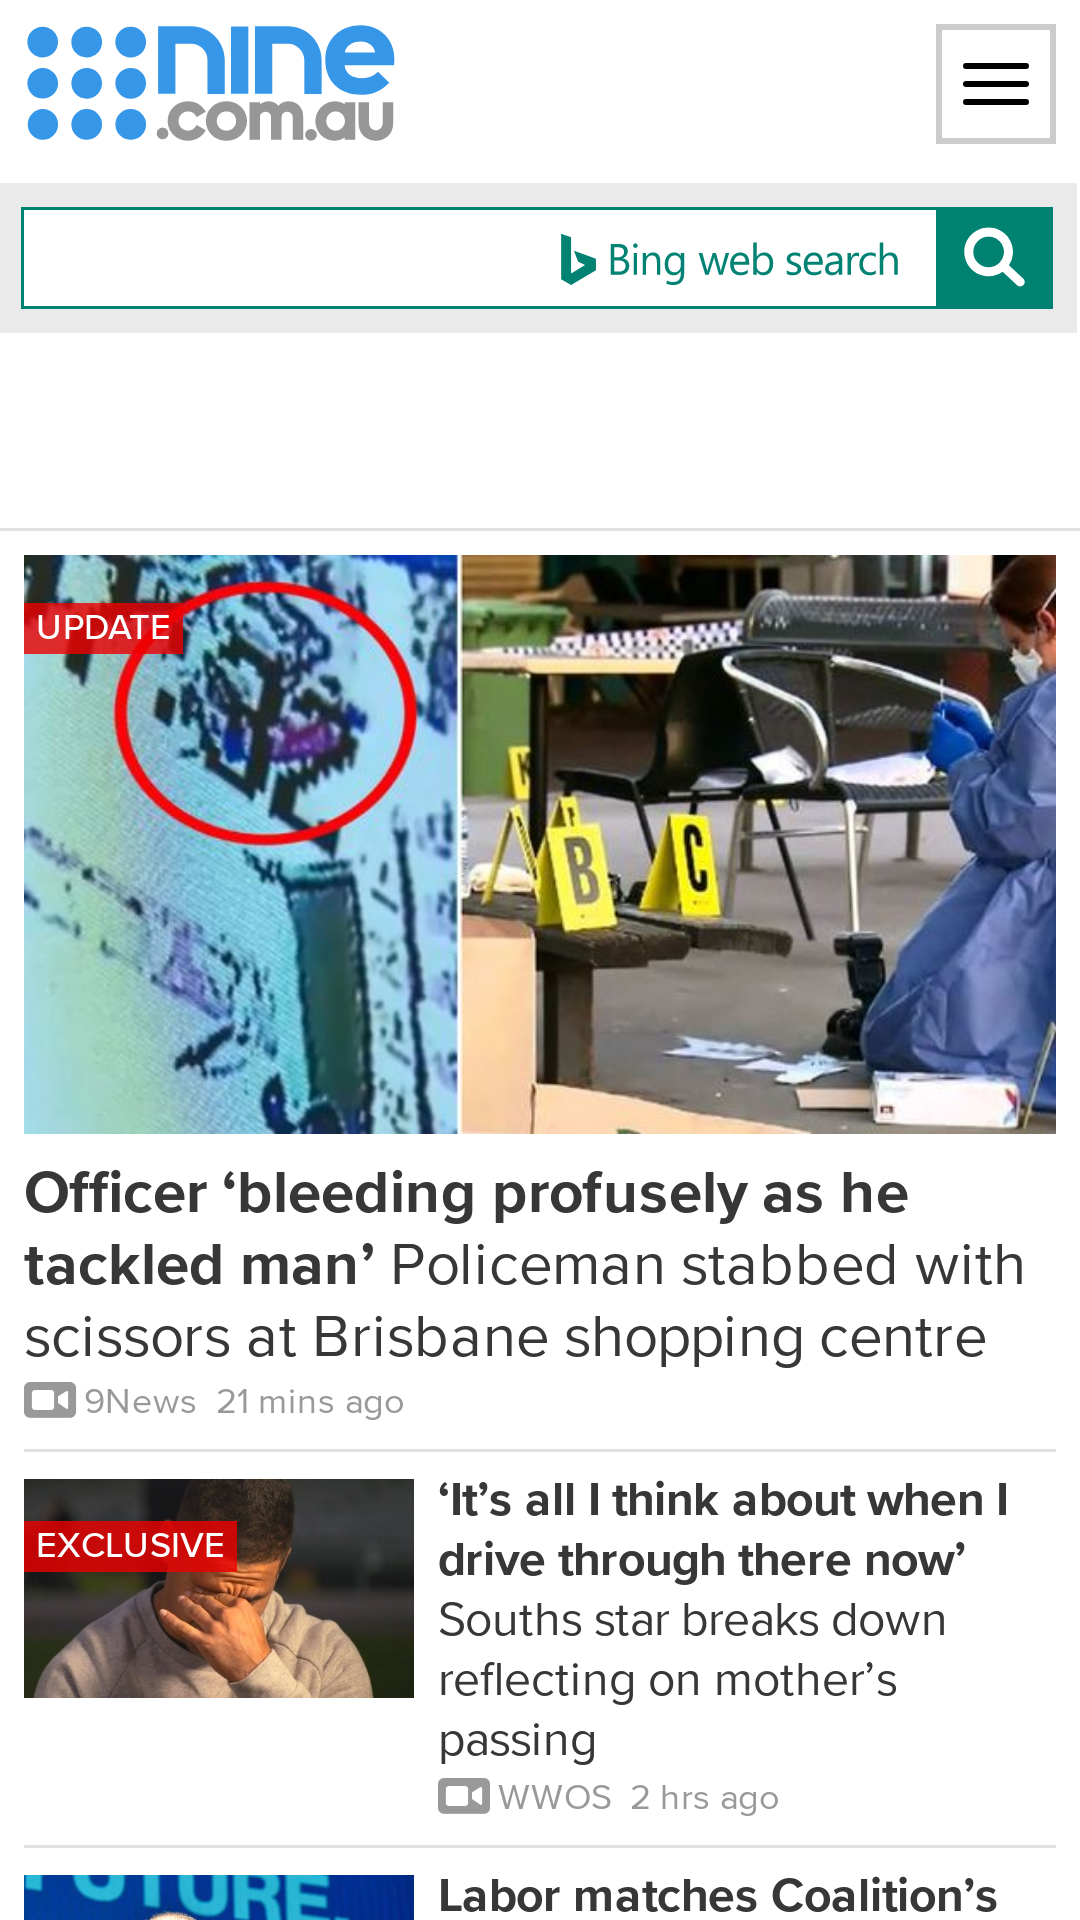 nine
.com.au
Bing web search
UPDATE
K
F
B
C
Officer ‘bleeding profusely as he
tackled man’ Policeman stabbed with
scissors at Brisbane shopping centre
9News 21 mins ago
EXCLUSIVE
‘It’s all I think about when I
drive through there now’
Souths star breaks down
reflecting on mother’s
passing
WWOS 2 hrs ago
FUTURE.
Labor matches Coalition’s